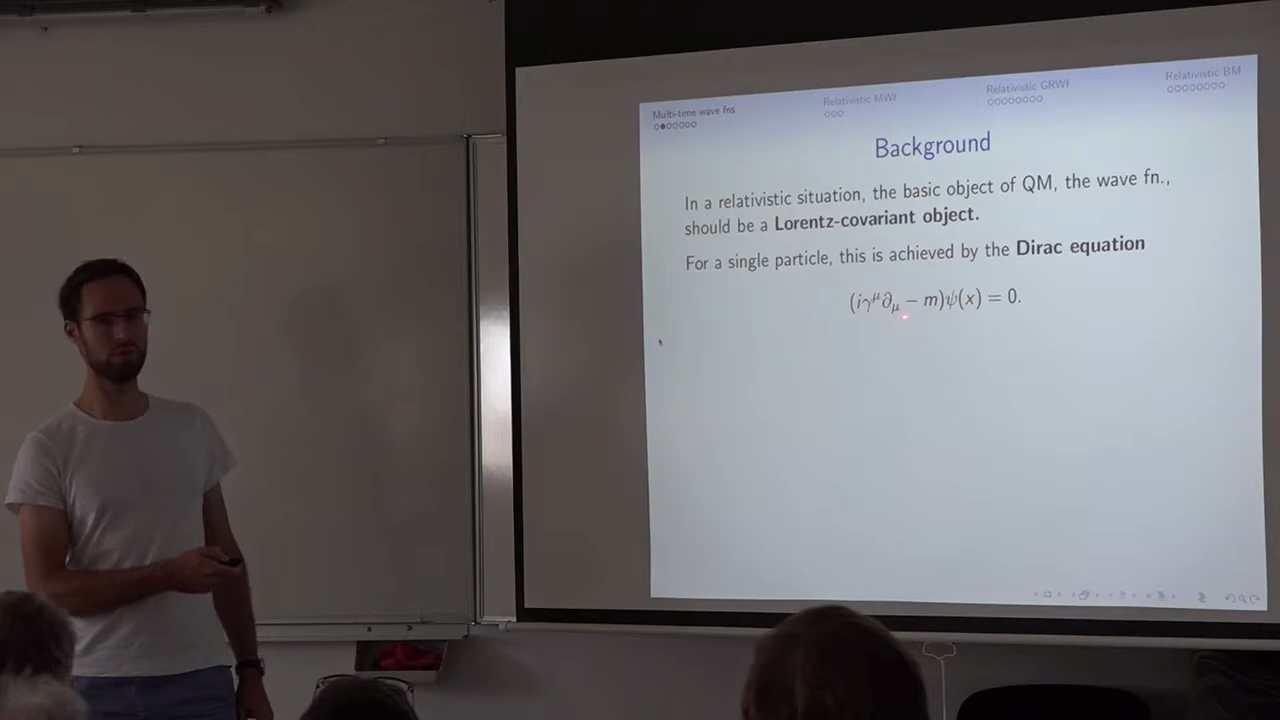 Multi-time wave fns
Relativistic MWI
Relativistic GRWf
Relativistic BM
Background
In a relativistic situation, the basic object of QM, the wave fn.,
should be a Lorentz-covariant object.
For a single particle, this is achieved by the Dirac equation
(iγ^μ∂_μ − m)ψ(x) = 0.